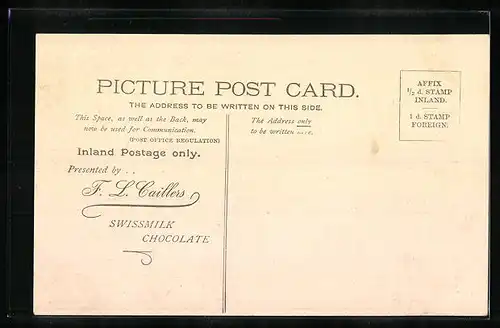 PICTURE POST CARD.
THE ADDRESS TO BE WRITTEN ON THIS SIDE.
This Space, as well as the Back, may
now be used for Communication.
(POST OFFICE REGULATION)
Inland Postage only.
Presented by . .
F. L. Caillers
SWISSMILK
CHOCOLATE
The Address only
to be written here.
AFFIX
½ d. STAMP
INLAND.
1 d. STAMP
FOREIGN.